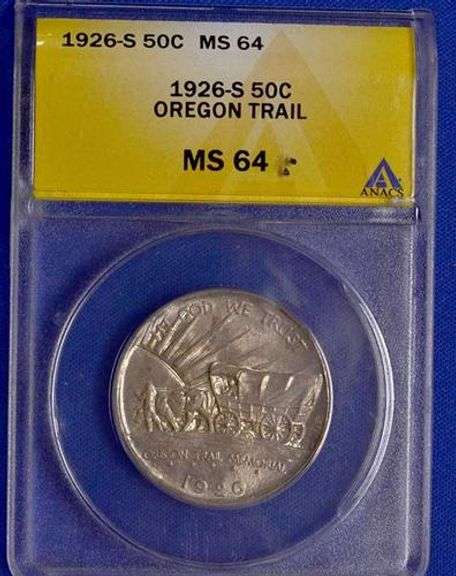 1926-S 50C MS 64
1926-S 50C
OREGON TRAIL
MS 64
ANACS
IN GOD WE TRUST
OREGON TRAIL MEMORIAL
1926